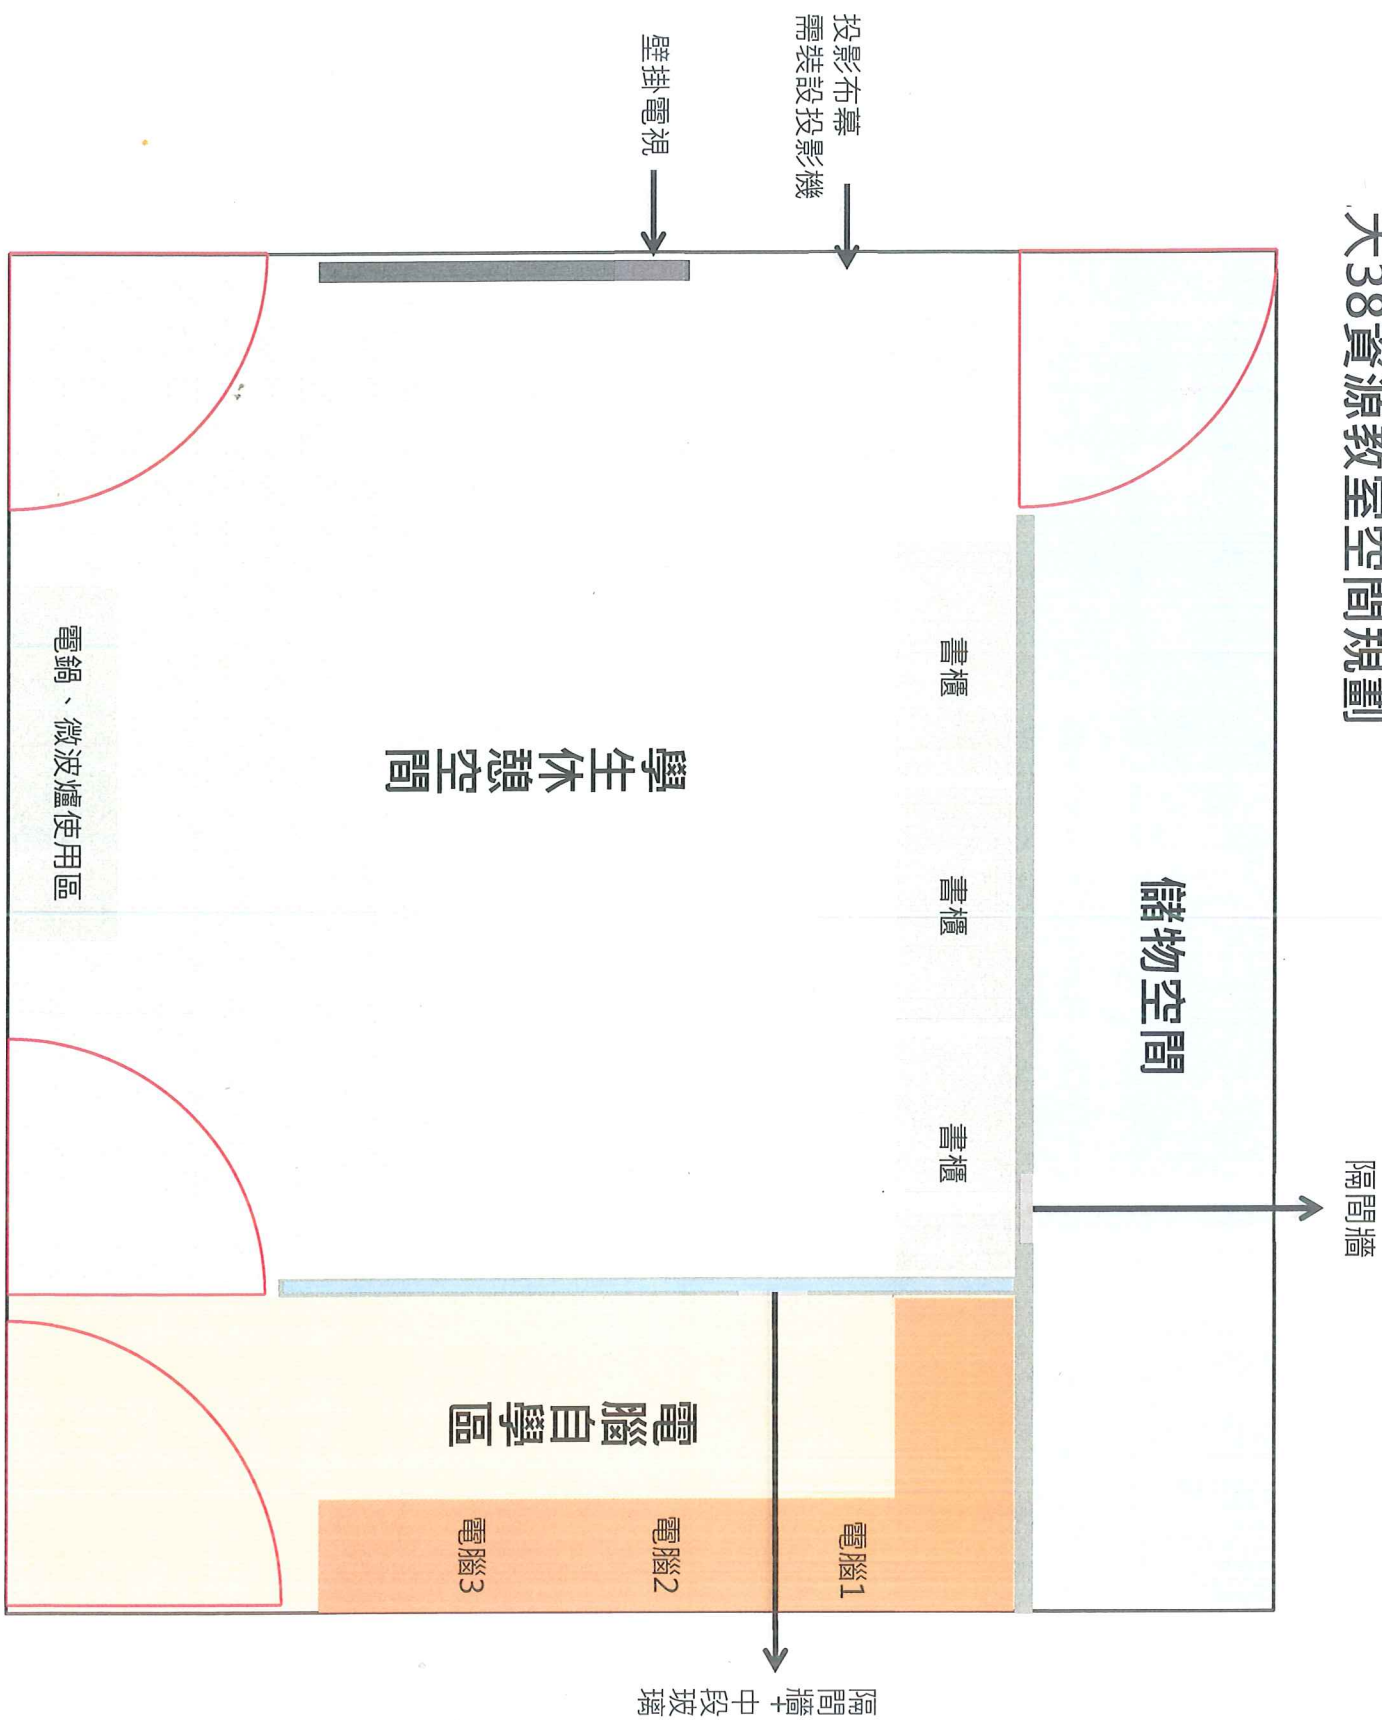 大38資源教室空間規劃
隔間牆
儲物空間
投影布幕
需裝設投影機
壁掛電視
書櫃
書櫃
書櫃
學生休憩空間
電腦1
電腦2
電腦3
電腦自學區
隔間牆+
中段玻璃
電鍋、微波爐使用區